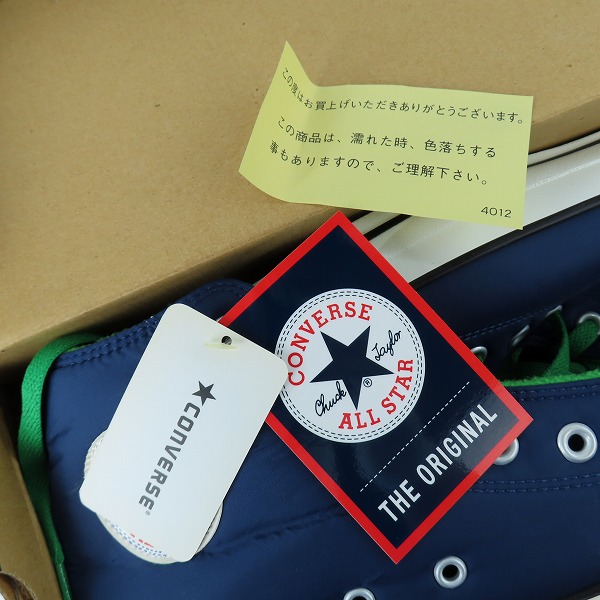 この度はお買上げいただきありがとうございます。
この商品は、濡れた時、色落ちする
事もありますので、ご理解下さい。
4012
CONVERSE
Chuck Taylor
®
ALL STAR
THE ORIGINAL
CONVERSE®